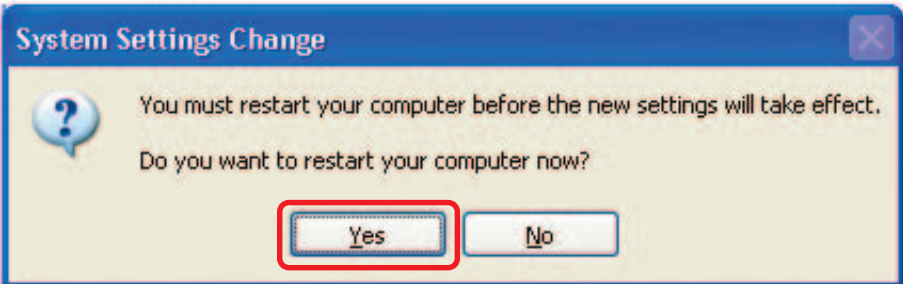 System Settings Change
You must restart your computer before the new settings will take effect.
Do you want to restart your computer now?
Yes No